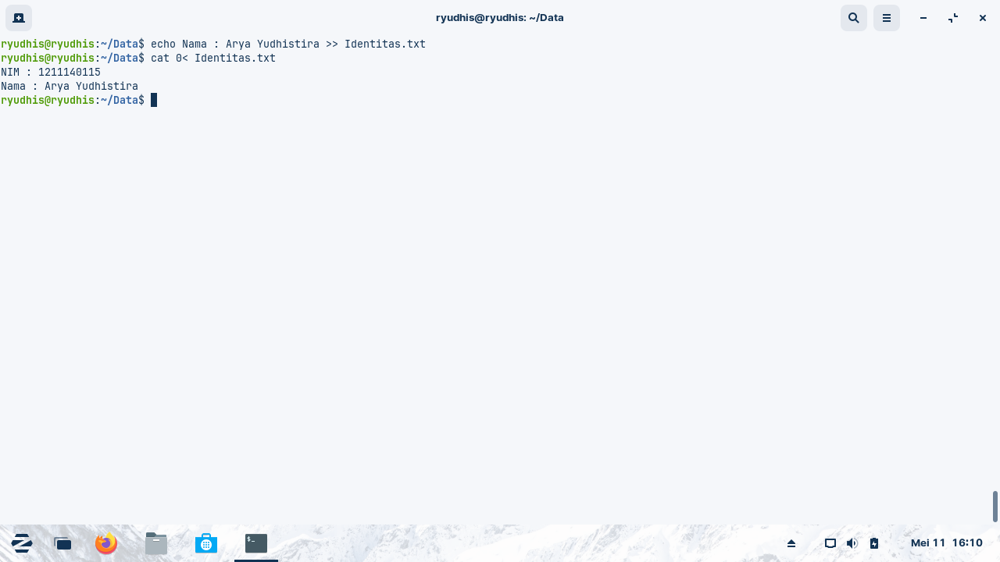 ryudhis@ryudhis: ~/Data
ryudhis@ryudhis:~/Data$ echo Nama : Arya Yudhistira >> Identitas.txt
ryudhis@ryudhis:~/Data$ cat 0< Identitas.txt
NIM : 1211140115
Nama : Arya Yudhistira
ryudhis@ryudhis:~/Data$
$_
Mei 11 16:10